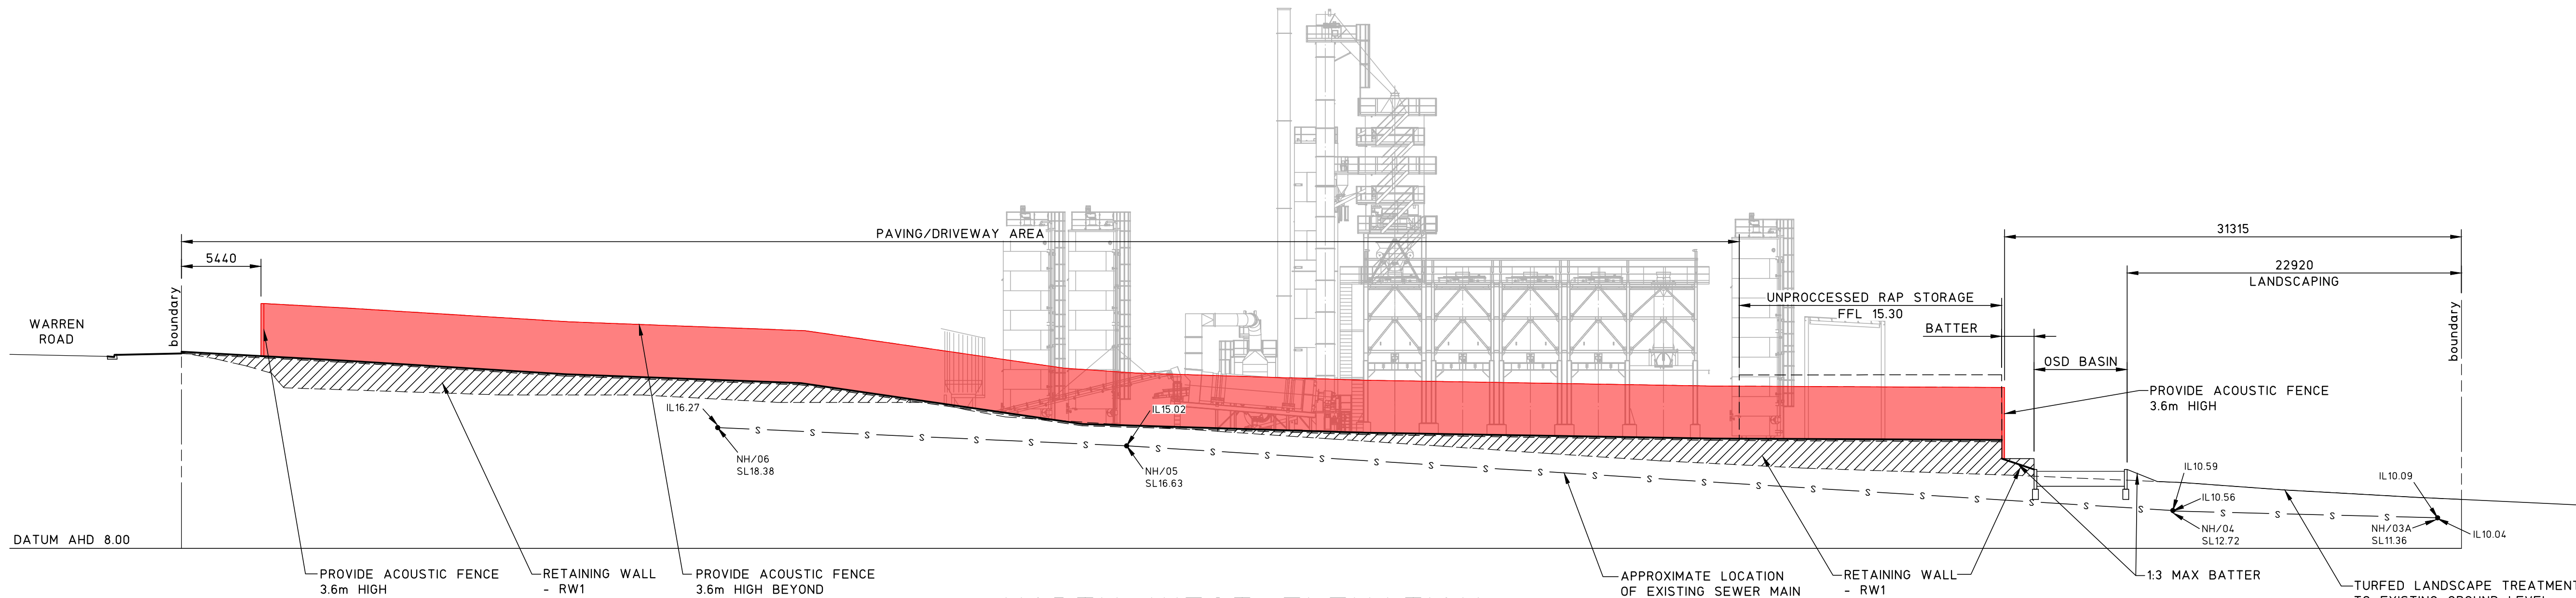 PAVING/DRIVEWAY AREA
31315
5440
22920
LANDSCAPING
boundary
UNPROCCESSED RAP STORAGE
FFL 15.30
boundary
WARREN
ROAD
BATTER
OSD BASIN
PROVIDE ACOUSTIC FENCE
3.6m HIGH
IL16.27
IL15.02
NH/06
SL18.38
NH/05
SL16.63
S S S S S S S S S S S S S S S S S S S S S S S S S S S S S S
IL10.59
IL10.56
IL10.09
NH/04
SL12.72
NH/03A
SL11.36
IL10.04
DATUM AHD 8.00
PROVIDE ACOUSTIC FENCE
3.6m HIGH
RETAINING WALL
- RW1
PROVIDE ACOUSTIC FENCE
3.6m HIGH BEYOND
APPROXIMATE LOCATION
OF EXISTING SEWER MAIN
RETAINING WALL
- RW1
1:3 MAX BATTER
TURFED LANDSCAPE TREATMENT